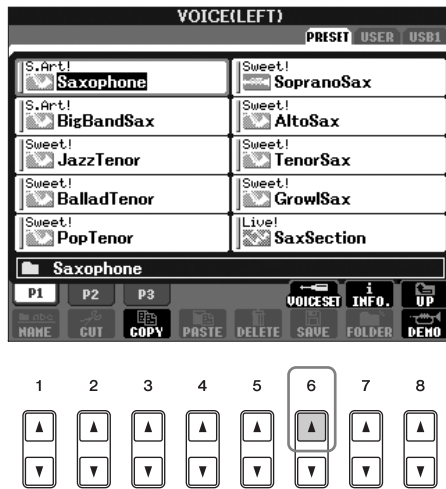 VOICE(LEFT)
PRESET USER USB1
S.Art! Saxophone
Sweet! SopranoSax
S.Art! BigBandSax
Sweet! AltoSax
Sweet! JazzTenor
Sweet! TenorSax
Sweet! BalladTenor
Sweet! GrowlSax
Sweet! PopTenor
Live! SaxSection
Saxophone
P1 P2 P3 VOICESET INFO. UP
NAME CUT COPY PASTE DELETE SAVE FOLDER DEMO
1 2 3 4 5 6 7 8